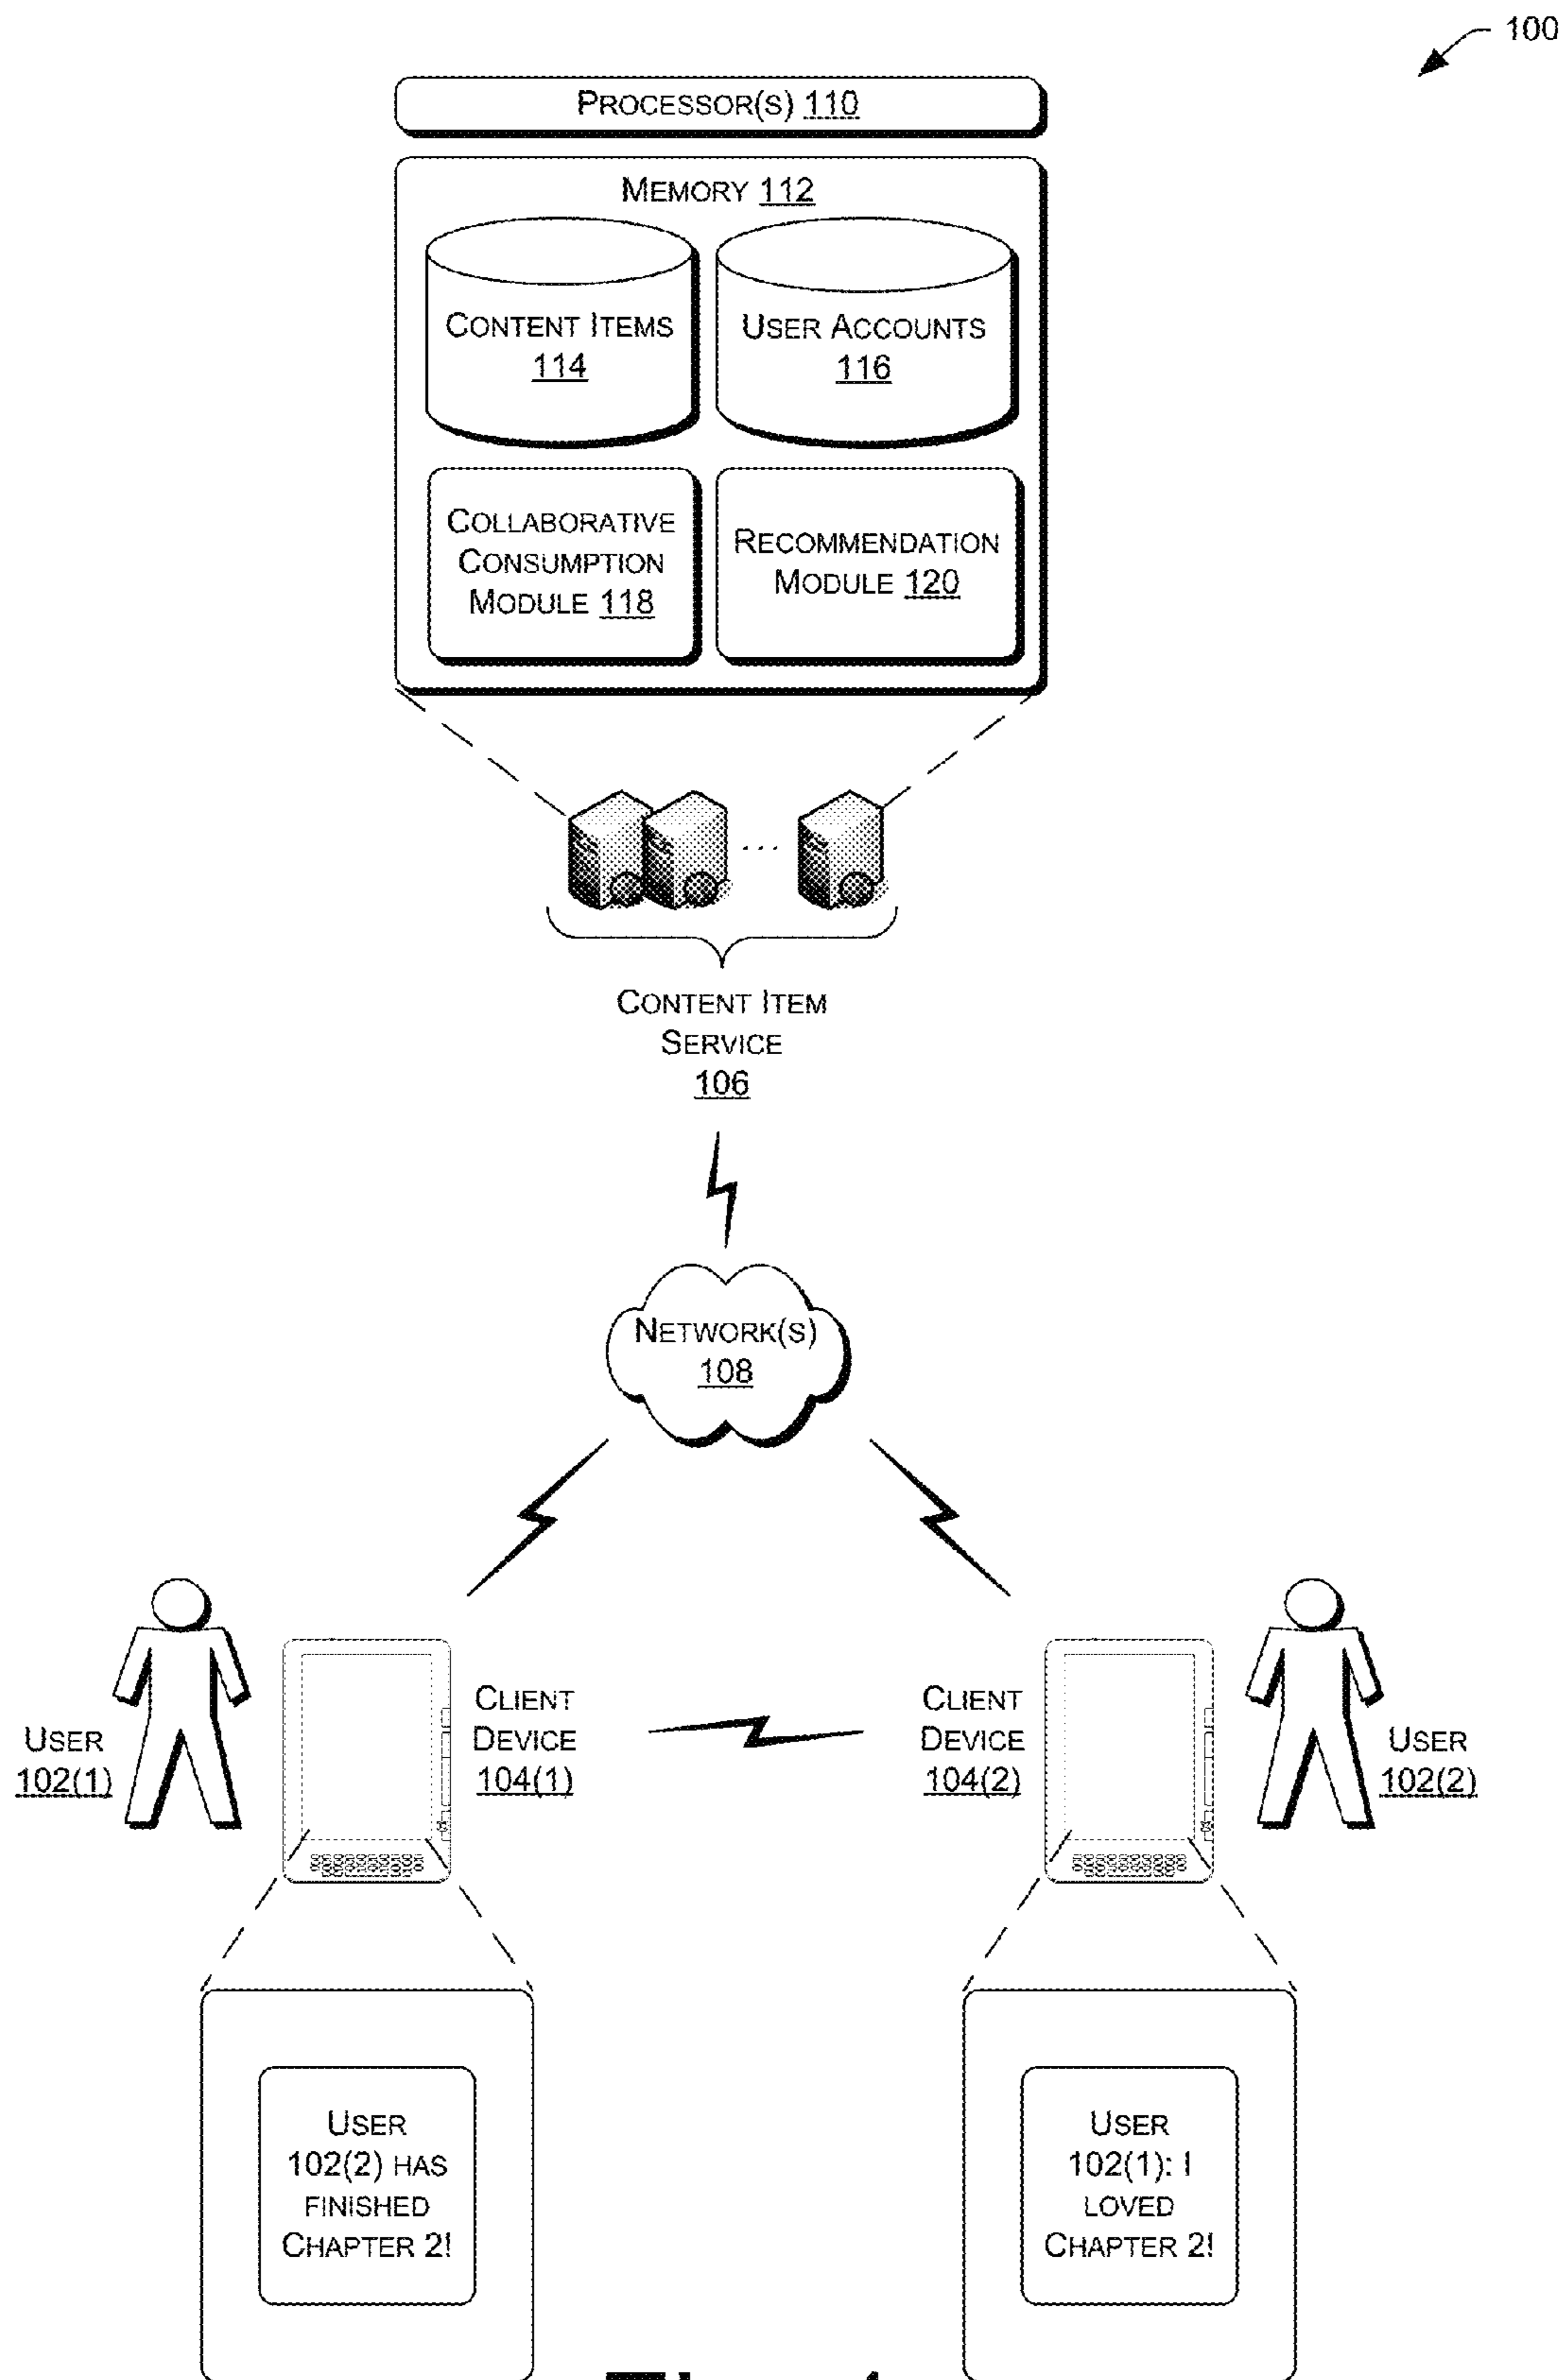 100
PROCESSOR(S) 110
MEMORY 112
CONTENT ITEMS
114
USER ACCOUNTS
116
COLLABORATIVE
CONSUMPTION
MODULE 118
RECOMMENDATION
MODULE 120
...
CONTENT ITEM
SERVICE
106
NETWORK(S)
108
USER
102(1)
CLIENT
DEVICE
104(1)
CLIENT
DEVICE
104(2)
USER
102(2)
USER
102(2) HAS
FINISHED
CHAPTER 2!
USER
102(1): I
LOVED
CHAPTER 2!